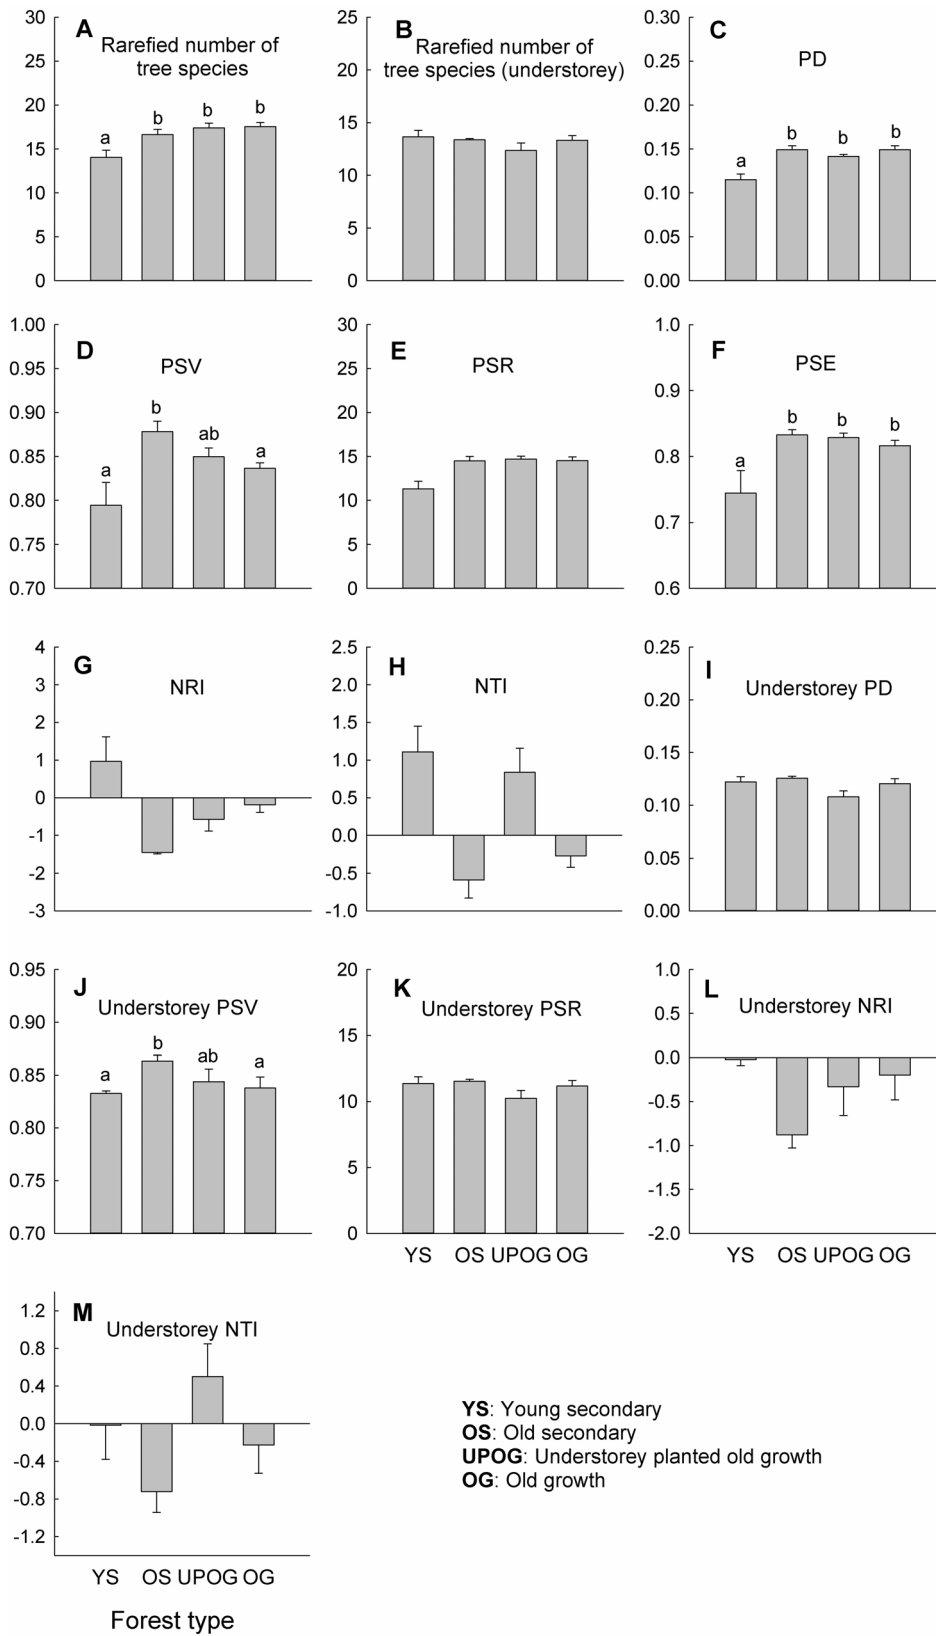 A
Rarefied number of
tree species
30
25
20
15
10
5
0
a
b
b
b
B
Rarefied number of
tree species (understorey)
25
20
15
10
5
0
C
PD
0.30
0.25
0.20
0.15
0.10
0.05
0.00
a
b
b
b
D
PSV
1.00
0.95
0.90
0.85
0.80
0.75
0.70
a
b
ab
a
E
PSR
30
25
20
15
10
5
0
F
PSE
1.0
0.9
0.8
0.7
0.6
a
b
b
b
G
NRI
4
3
2
1
0
-1
-2
-3
H
NTI
2.5
2.0
1.5
1.0
0.5
0.0
-0.5
-1.0
I
Understorey PD
0.25
0.20
0.15
0.10
0.05
0.00
J
Understorey PSV
0.95
0.90
0.85
0.80
0.75
0.70
a
b
ab
a
K
Understorey PSR
20
15
10
5
0
YS OS UPOG OG
L
Understorey NRI
1.0
0.5
0.0
-0.5
-1.0
-1.5
-2.0
YS OS UPOG OG
M
Understorey NTI
1.2
0.8
0.4
0.0
-0.4
-0.8
-1.2
YS OS UPOG OG
Forest type
YS: Young secondary
OS: Old secondary
UPOG: Understorey planted old growth
OG: Old growth